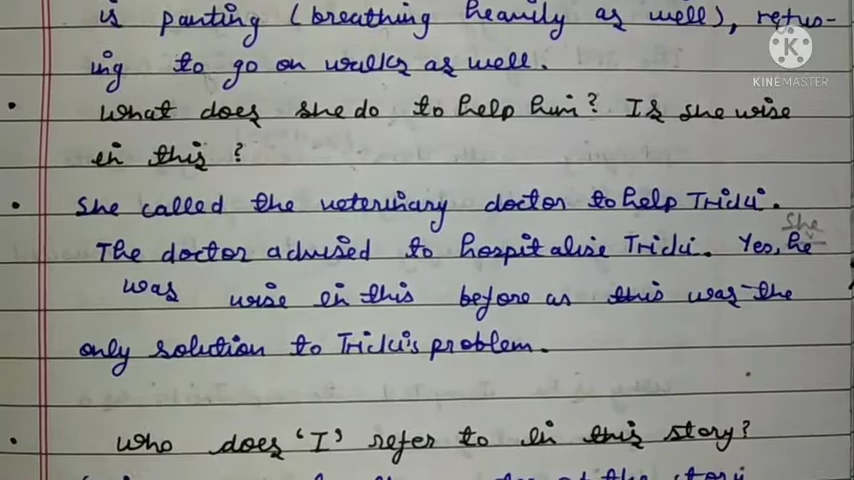 is panting (breathing heavily as well), refus-
ing to go on walks as well.
KINEMASTER
• What does she do to help him? Is she wise
in this?
• She called the veterinary doctor to help Tricki.
The doctor advised to hospitalise Tricki. Yes, he
she
was wise in this before as this was the
only solution to Tricki's problem.
• Who does 'I' refer to in this story?
the story